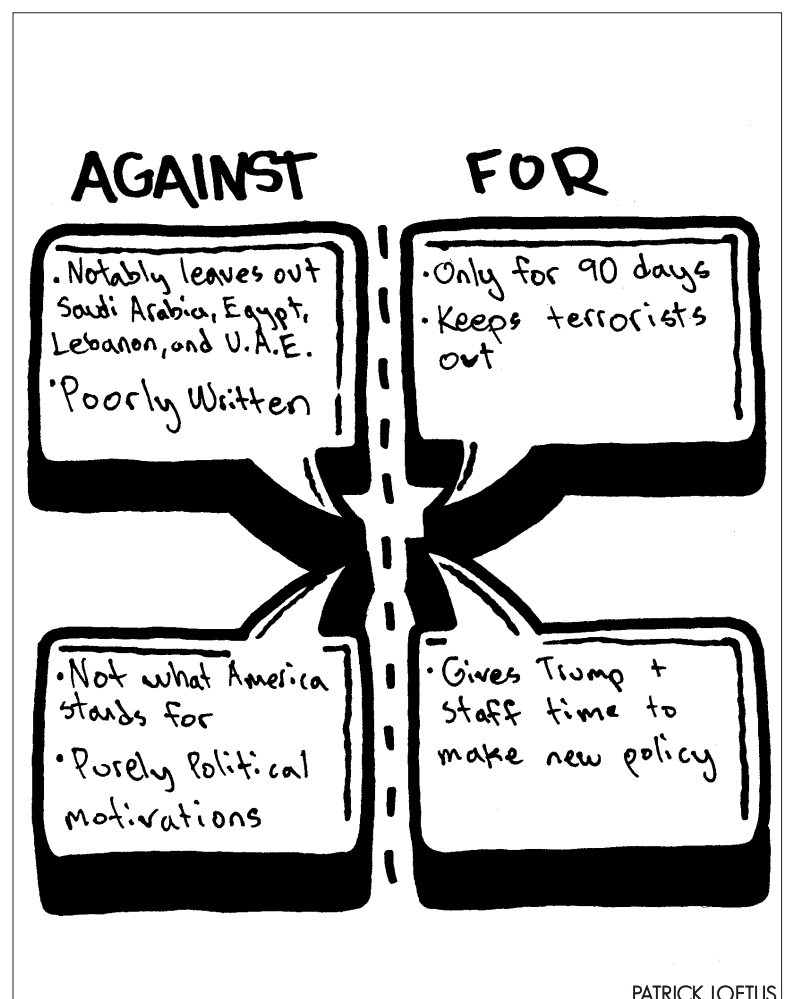 AGAINST
FOR
• Notably leaves out
Saudi Arabia, Egypt,
Lebanon, and U.A.E.
• Poorly Written
• Only for 90 days
• Keeps terrorists
out
• Not what America
stands for
• Purely Political
motivations
• Gives Trump +
staff time to
make new policy
PATRICK LOFTUS